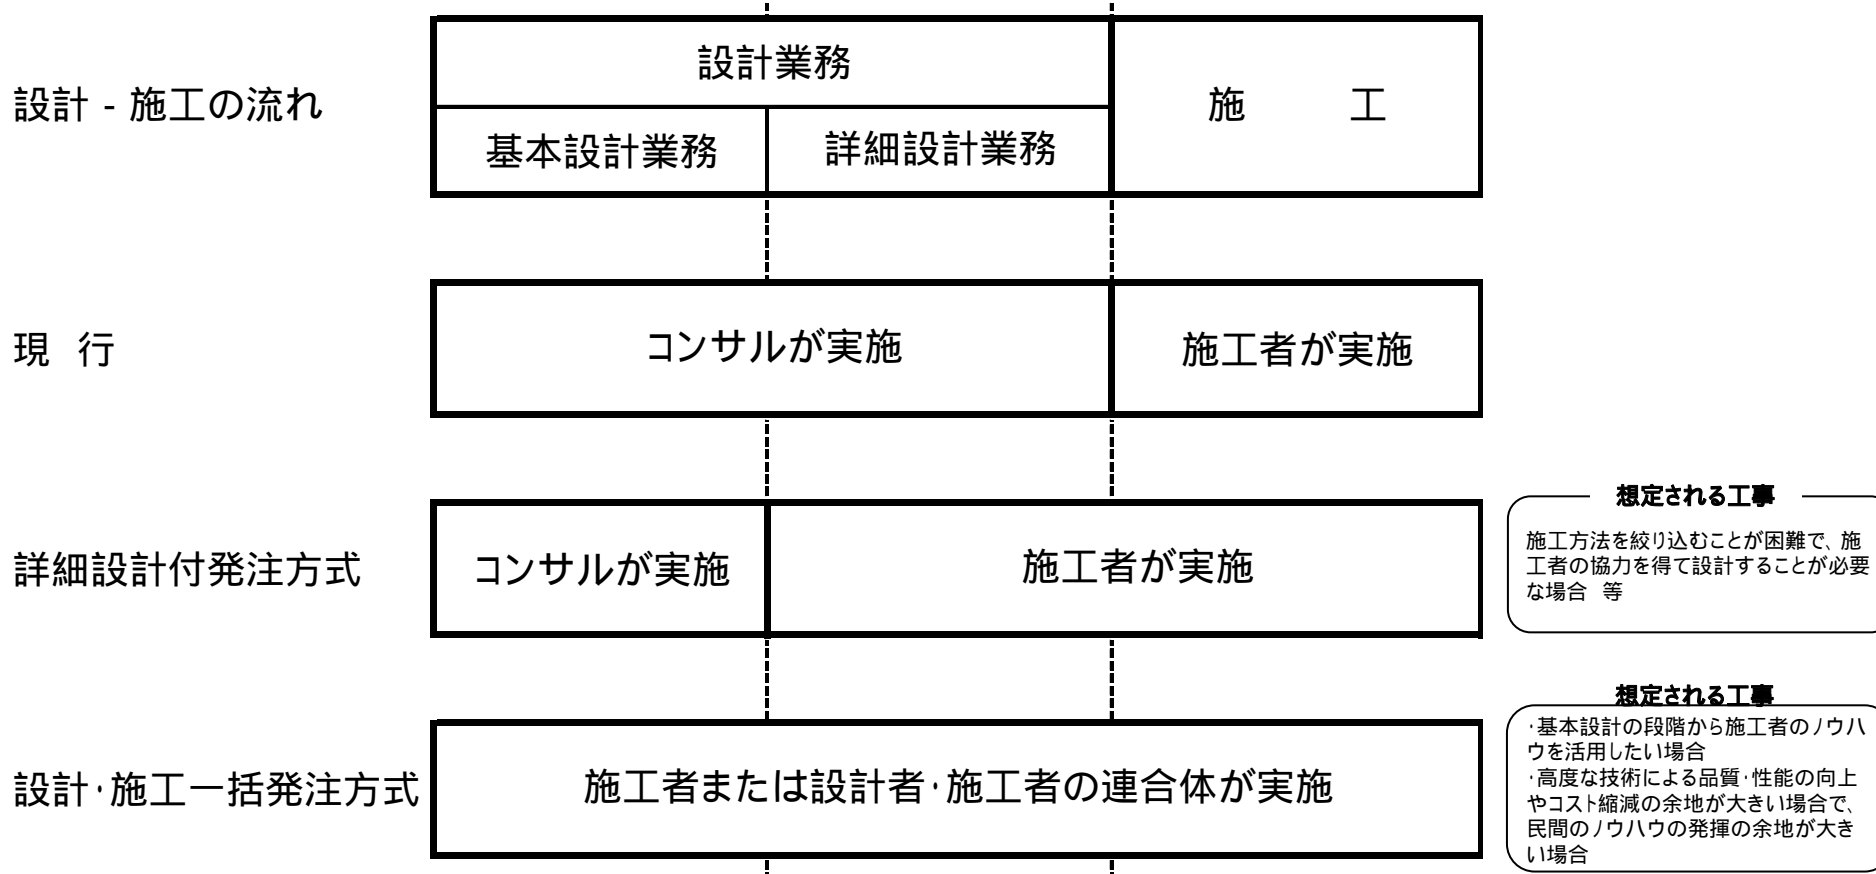 設計業務
設計 - 施工の流れ
施 工
基本設計業務
詳細設計業務
現 行
コンサルが実施
施工者が実施
詳細設計付発注方式
コンサルが実施
施工者が実施
想定される工事
施工方法を絞り込むことが困難で、施
工者の協力を得て設計することが必要
な場合 等
設計・施工一括発注方式
施工者または設計者・施工者の連合体が実施
想定される工事
・基本設計の段階から施工者のノウハ
ウを活用したい場合
・高度な技術による品質・性能の向上
やコスト縮減の余地が大きい場合で、
民間のノウハウの発揮の余地が大き
い場合